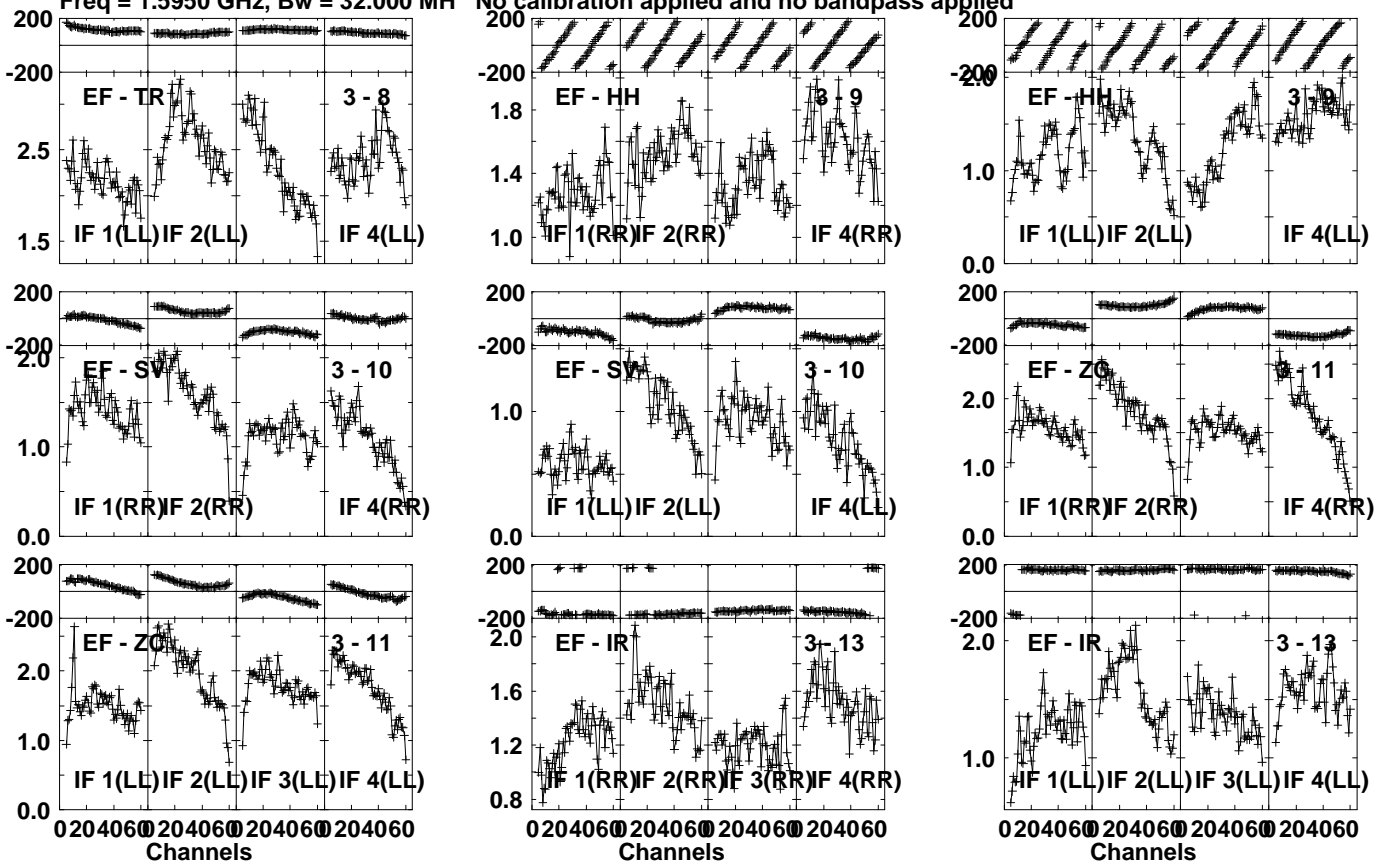 Freq = 1.5950 GHz, Bw = 32.000 MH No calibration applied and no bandpass applied
200
-200
EF - TR 3 - 8
2.5
1.5
IF 1(LL) IF 2(LL) IF 4(LL)
200
-200
EF - HH 3 - 9
1.8
1.6
1.4
1.0
IF 1(RR) IF 2(RR) IF 4(RR)
200
-200
2.0
EF - HH 3 - 9
1.0
0.0
IF 1(LL) IF 2(LL) IF 4(LL)
200
-200
2.0
EF - SV 3 - 10
1.0
0.0
IF 1(RR) IF 2(RR) IF 4(RR)
200
-200
EF - SV 3 - 10
1.0
0.0
IF 1(LL) IF 2(LL) IF 4(LL)
200
-200
EF - ZC 3 - 11
2.0
1.0
0.0
IF 1(RR) IF 2(RR) IF 4(RR)
200
-200
EF - ZC 3 - 11
2.0
1.0
0.0
IF 1(LL) IF 2(LL) IF 3(LL) IF 4(LL)
0 20 40 60 0 20 40 60 0 20 40 60 0 20 40 60
Channels
200
-200
2.0
EF - IR 3 - 13
1.6
1.2
0.8
IF 1(RR) IF 2(RR) IF 3(RR) IF 4(RR)
0 20 40 60 0 20 40 60 0 20 40 60 0 20 40 60
Channels
200
-200
2.0
EF - IR 3 - 13
1.0
IF 1(LL) IF 2(LL) IF 3(LL) IF 4(LL)
0 20 40 60 0 20 40 60 0 20 40 60 0 20 40 60
Channels